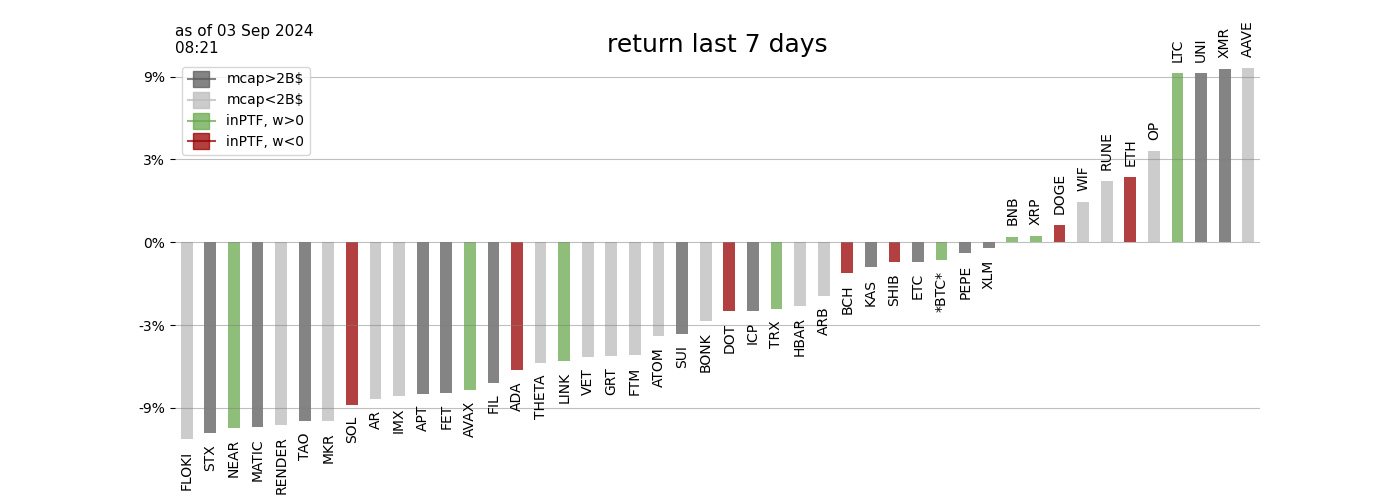 as of 03 Sep 2024
08:21
return last 7 days
mcap>2B$
mcap<2B$
inPTF, w>0
inPTF, w<0
9%
3%
0%
-3%
-9%
FLOKI
STX
NEAR
MATIC
RENDER
TAO
MKR
SOL
AR
IMX
APT
FET
AVAX
FIL
ADA
THETA
LINK
VET
GRT
FTM
ATOM
SUI
BONK
DOT
ICP
TRX
HBAR
ARB
BCH
KAS
SHIB
ETC
*BTC*
PEPE
XLM
BNB
XRP
DOGE
WIF
RUNE
ETH
OP
LTC
UNI
XMR
AAVE